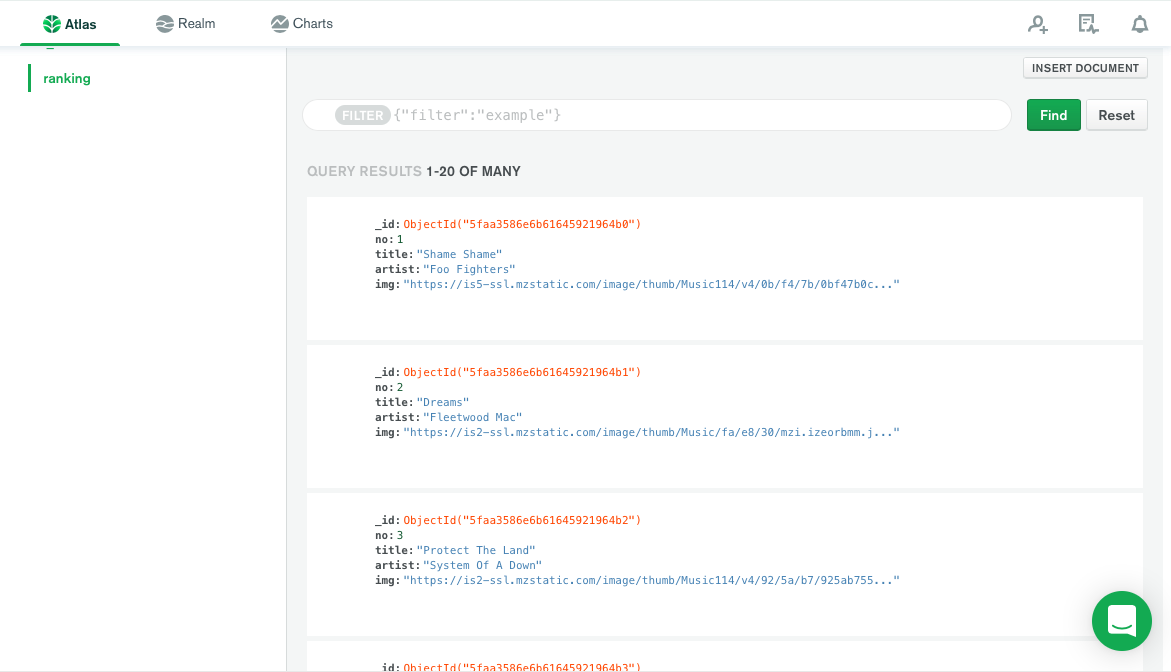 Atlas Realm Charts
ranking
INSERT DOCUMENT
FILTER {"filter":"example"} Find Reset
QUERY RESULTS 1-20 OF MANY
_id: ObjectId("5faa3586e6b61645921964b0")
no: 1
title: "Shame Shame"
artist: "Foo Fighters"
img: "https://is5-ssl.mzstatic.com/image/thumb/Music114/v4/0b/f4/7b/0bf47b0c..."
_id: ObjectId("5faa3586e6b61645921964b1")
no: 2
title: "Dreams"
artist: "Fleetwood Mac"
img: "https://is2-ssl.mzstatic.com/image/thumb/Music/fa/e8/30/mzi.izeorbmm.j..."
_id: ObjectId("5faa3586e6b61645921964b2")
no: 3
title: "Protect The Land"
artist: "System Of A Down"
img: "https://is2-ssl.mzstatic.com/image/thumb/Music114/v4/92/5a/b7/925ab755..."
_id: ObjectId("5faa3586e6b61645921964b3")